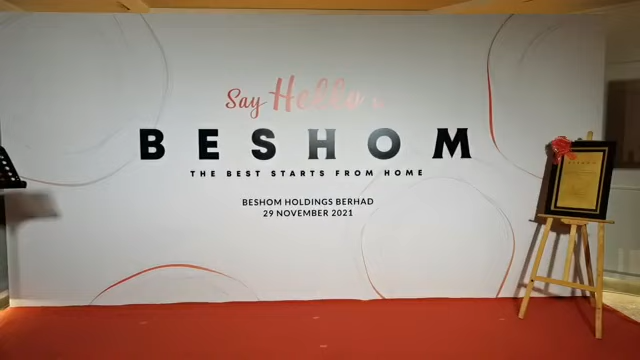 Say Hello
BESHOM
THE BEST STARTS FROM HOME
BESHOM HOLDINGS BERHAD
29 NOVEMBER 2021